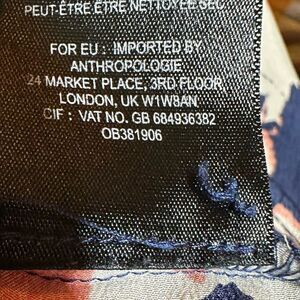 PEUT-ÊTRE ÊTRE NETTOYÉE SEC
FOR EU : IMPORTED BY
ANTHROPOLOGIE
24 MARKET PLACE, 3RD FLOOR,
LONDON, UK W1W8AN
CIF : VAT NO. GB 684936382
OB381906